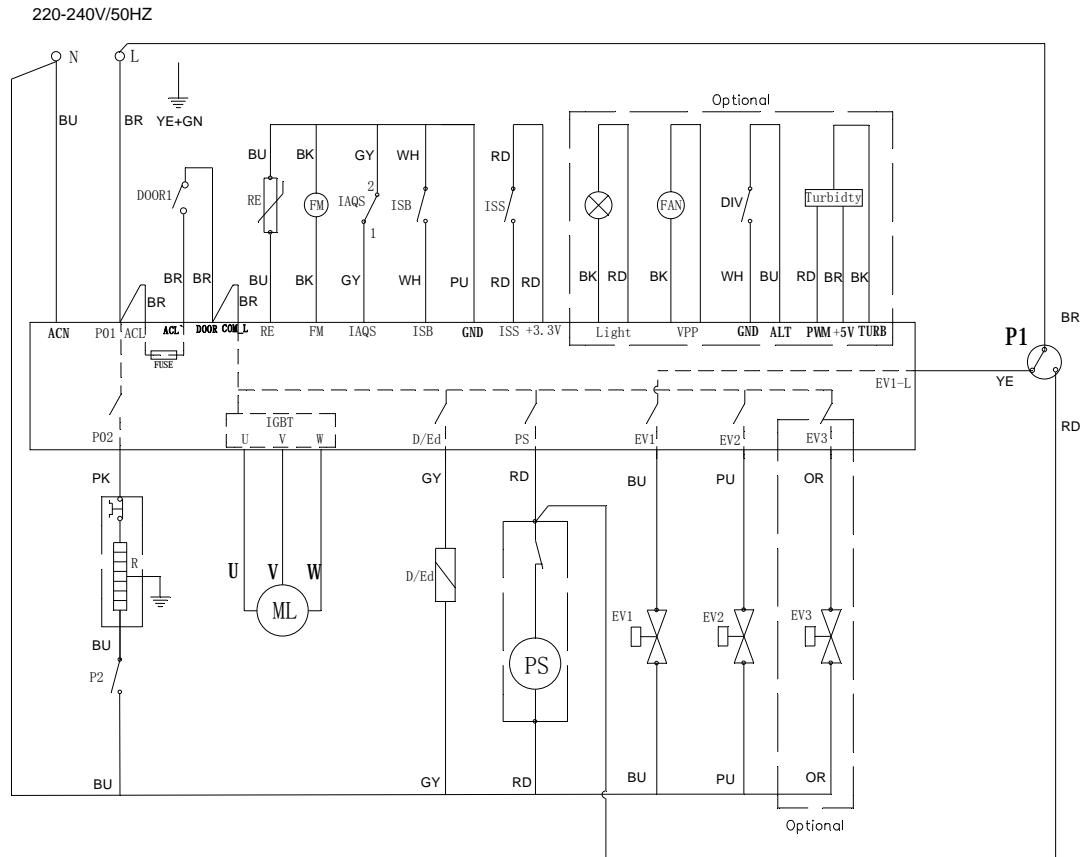 220-240V/50HZ
N L
Optional
BU BR YE+GN
BU BK GY WH RD
DOOR1 RE FM IAQS 2 ISB ISS DIV FAN Turbidty
1
BR BR BR BU BK GY WH PU RD RD BK RD BK WH BU RD BR BK
ACN P01 ACL ACL` DOOR COM_L RE FM IAQS ISB GND ISS +3.3V Light VPP GND ALT PWM +5V TURB
BR
P1
FUSE
YE
EV1-L
IGBT
RD
P02 U V W D/Ed PS EV1 EV2 EV3
PK GY RD BU PU OR
R U V W D/Ed
ML EV1 EV2 EV3
BU
PS
P2
BU GY RD BU PU OR
Optional